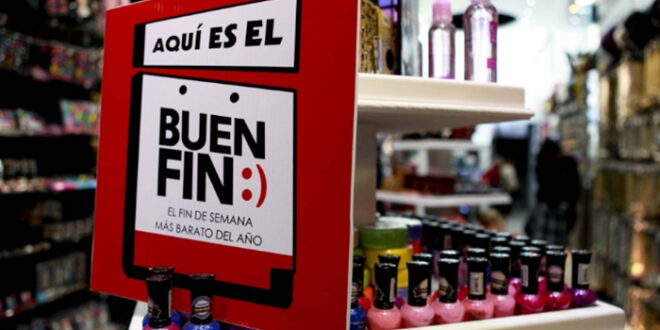 AQUÍ ES EL
BUEN
FIN:)
EL FIN DE SEMANA
MÁS BARATO DEL AÑO